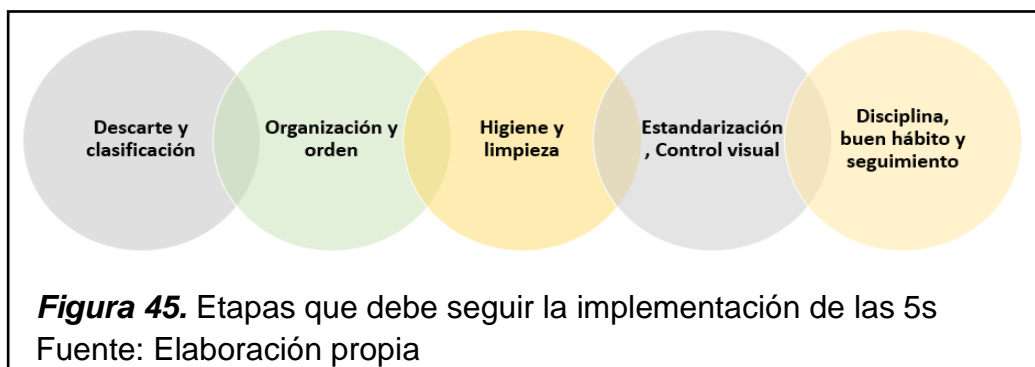 Descarte y
clasificación
Organización y
orden
Higiene y
limpieza
Estandarización
, Control visual
Disciplina,
buen hábito y
seguimiento
Figura 45. Etapas que debe seguir la implementación de las 5s
Fuente: Elaboración propia